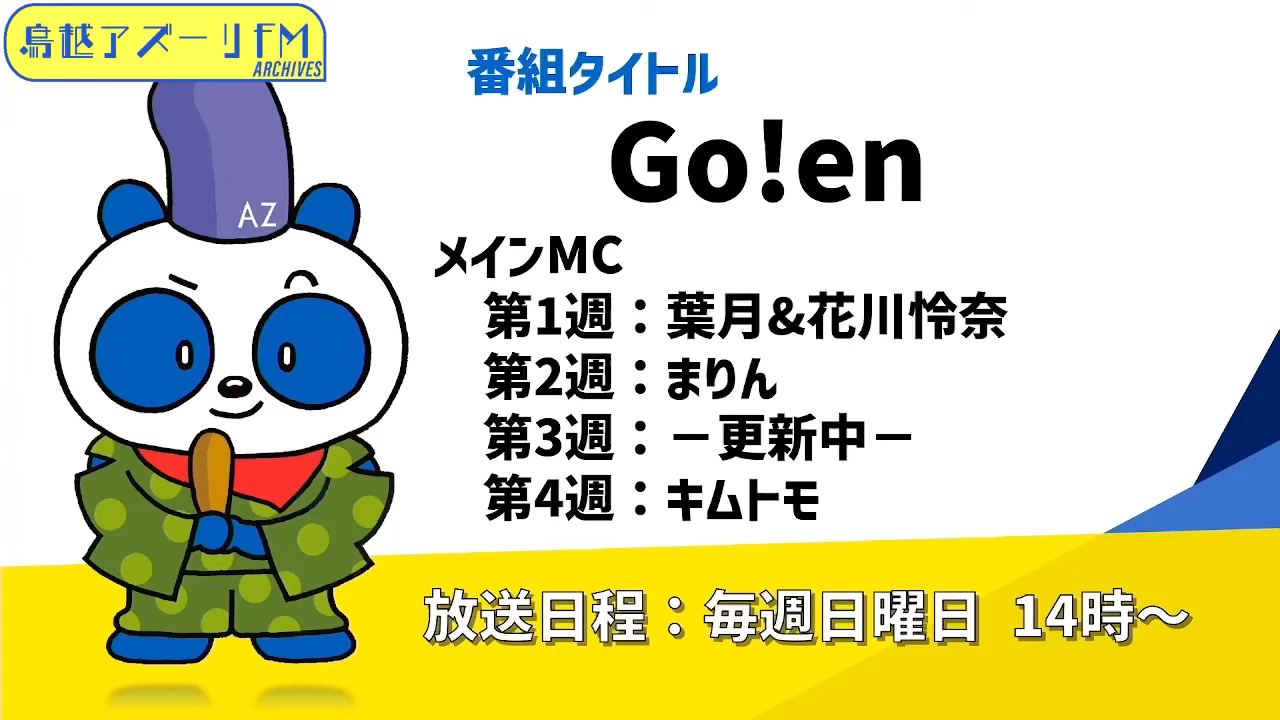 鳥越アズーリFM
ARCHIVES
番組タイトル
Go!en
AZ
メインMC
第1週：葉月&花川怜奈
第2週：まりん
第3週：－更新中－
第4週：キムトモ
放送日程：毎週日曜日 14時～